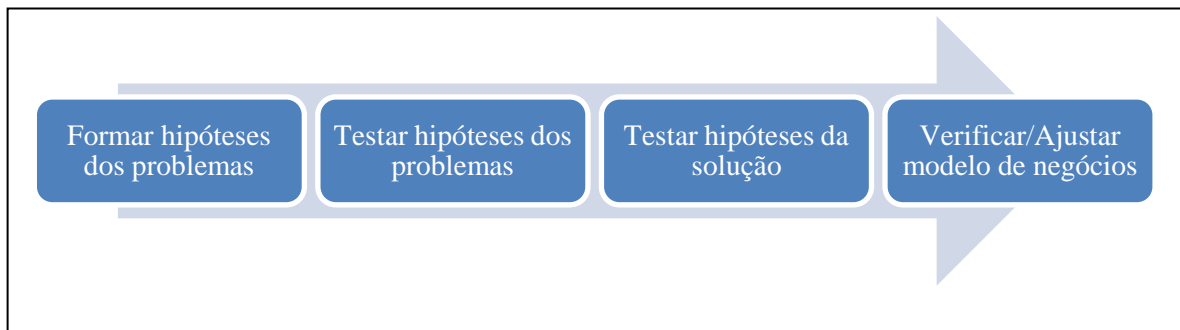 Formar hipóteses
dos problemas
Testar hipóteses dos
problemas
Testar hipóteses da
solução
Verificar/Ajustar
modelo de negócios